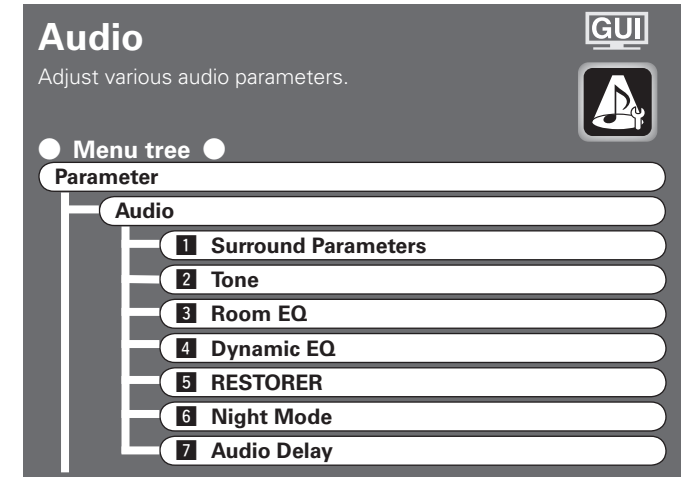 Audio
GUI
Adjust various audio parameters.
Menu tree
Parameter
Audio
1 Surround Parameters
2 Tone
3 Room EQ
4 Dynamic EQ
5 RESTORER
6 Night Mode
7 Audio Delay